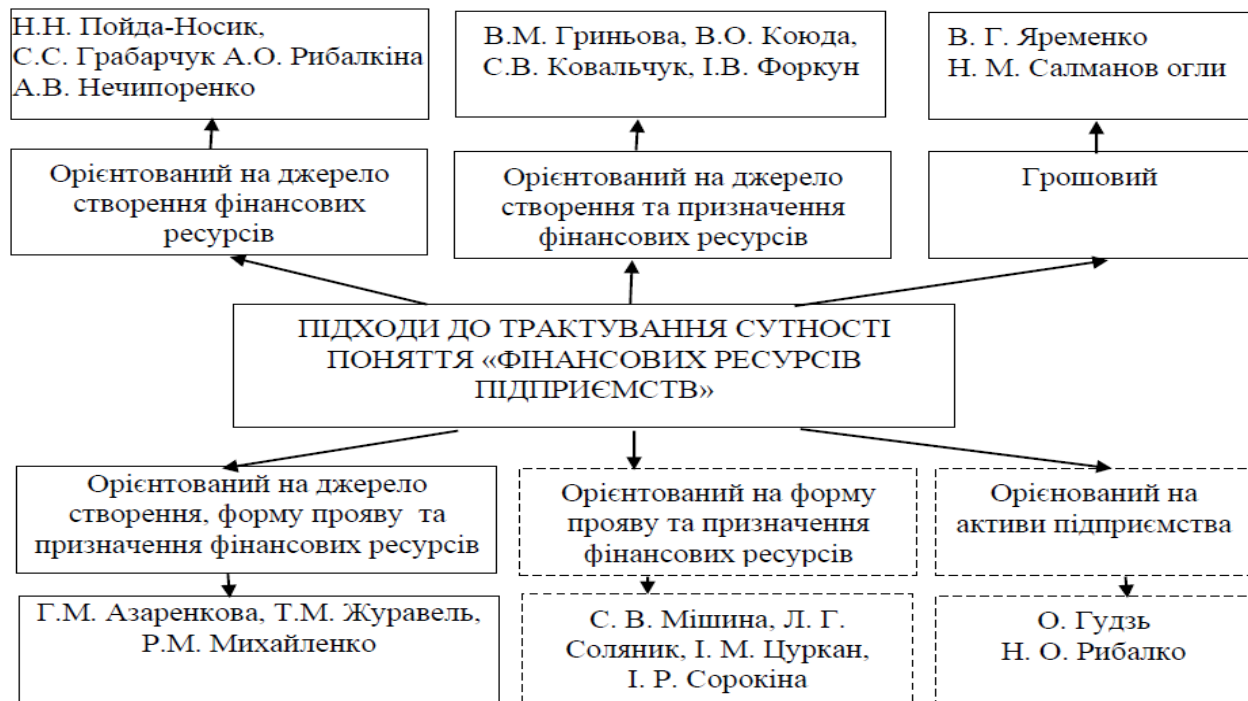 Н.Н. Пойда-Носик,
С.С. Грабарчук А.О. Рибалкіна
А.В. Нечипоренко
В.М. Гриньова, В.О. Коюда,
С.В. Ковальчук, І.В. Форкун
В. Г. Яременко
Н. М. Салманов огли
Орієнтований на джерело
створення фінансових
ресурсів
Орієнтований на джерело
створення та призначення
фінансових ресурсів
Грошовий
ПІДХОДИ ДО ТРАКТУВАННЯ СУТНОСТІ
ПОНЯТТЯ «ФІНАНСОВИХ РЕСУРСІВ
ПІДПРИЄМСТВ»
Орієнтований на джерело
створення, форму прояву та
призначення фінансових ресурсів
Орієнтований на форму
прояву та призначення
фінансових ресурсів
Орієнований на
активи підприємства
Г.М. Азаренкова, Т.М. Журавель,
Р.М. Михайленко
С. В. Мішина, Л. Г.
Соляник, І. М. Цуркан,
І. Р. Сорокіна
О. Гудзь
Н. О. Рибалко